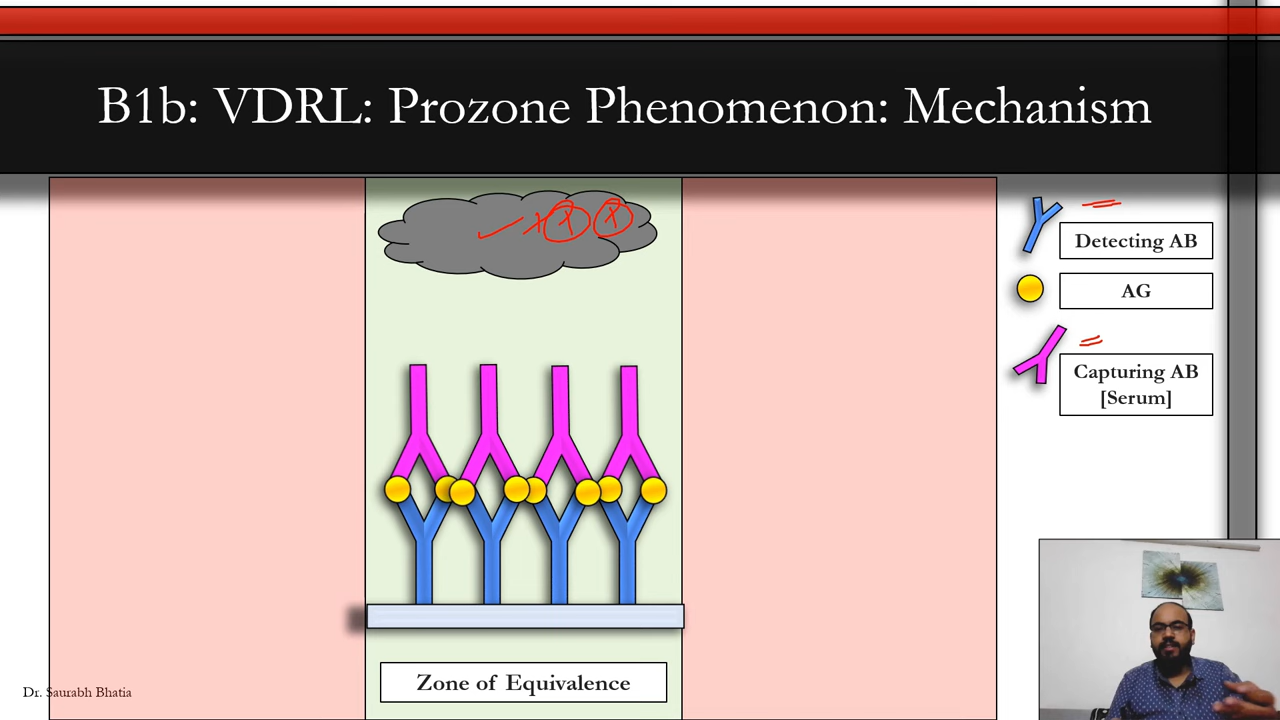 B1b: VDRL: Prozone Phenomenon: Mechanism
Detecting AB
AG
Capturing AB
[Serum]
Zone of Equivalence
Dr. Saurabh Bhatia